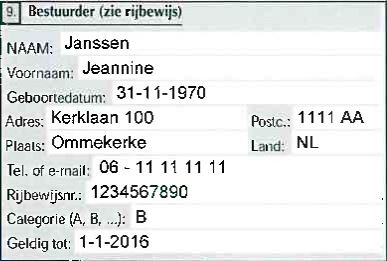 9. Bestuurder (zie rijbewijs)
NAAM: Janssen
Voornaam: Jeannine
Geboortedatum: 31-11-1970
Adres: Kerklaan 100 Postc.: 1111 AA
Plaats: Ommekerke Land: NL
Tel. of e-mail: 06 - 11 11 11 11
Rijbewijsnr.: 1234567890
Categorie (A, B, ...): B
Geldig tot: 1-1-2016